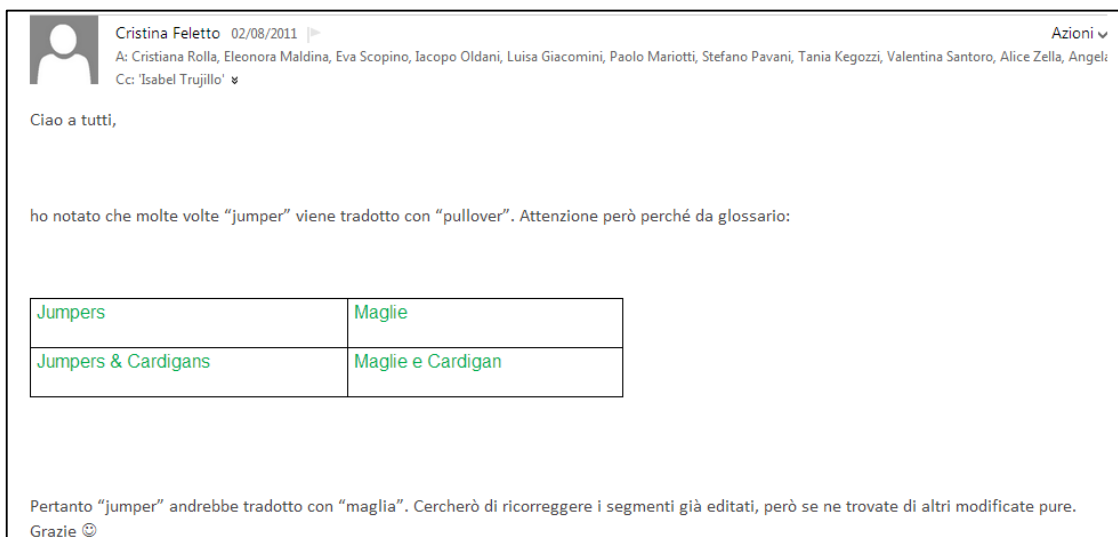 Cristina Feletto 02/08/2011 Azioni
A: Cristiana Rolla, Eleonora Maldina, Eva Scopino, Iacopo Oldani, Luisa Giacomini, Paolo Mariotti, Stefano Pavani, Tania Kegozzi, Valentina Santoro, Alice Zella, Angela
Cc: 'Isabel Trujillo'
Ciao a tutti,
ho notato che molte volte “jumper” viene tradotto con “pullover”. Attenzione però perché da glossario:
Jumpers Maglie
Jumpers & Cardigans Maglie e Cardigan
Pertanto “jumper” andrebbe tradotto con “maglia”. Cercherò di ricorreggere i segmenti già editati, però se ne trovate di altri modificate pure.
Grazie ☺